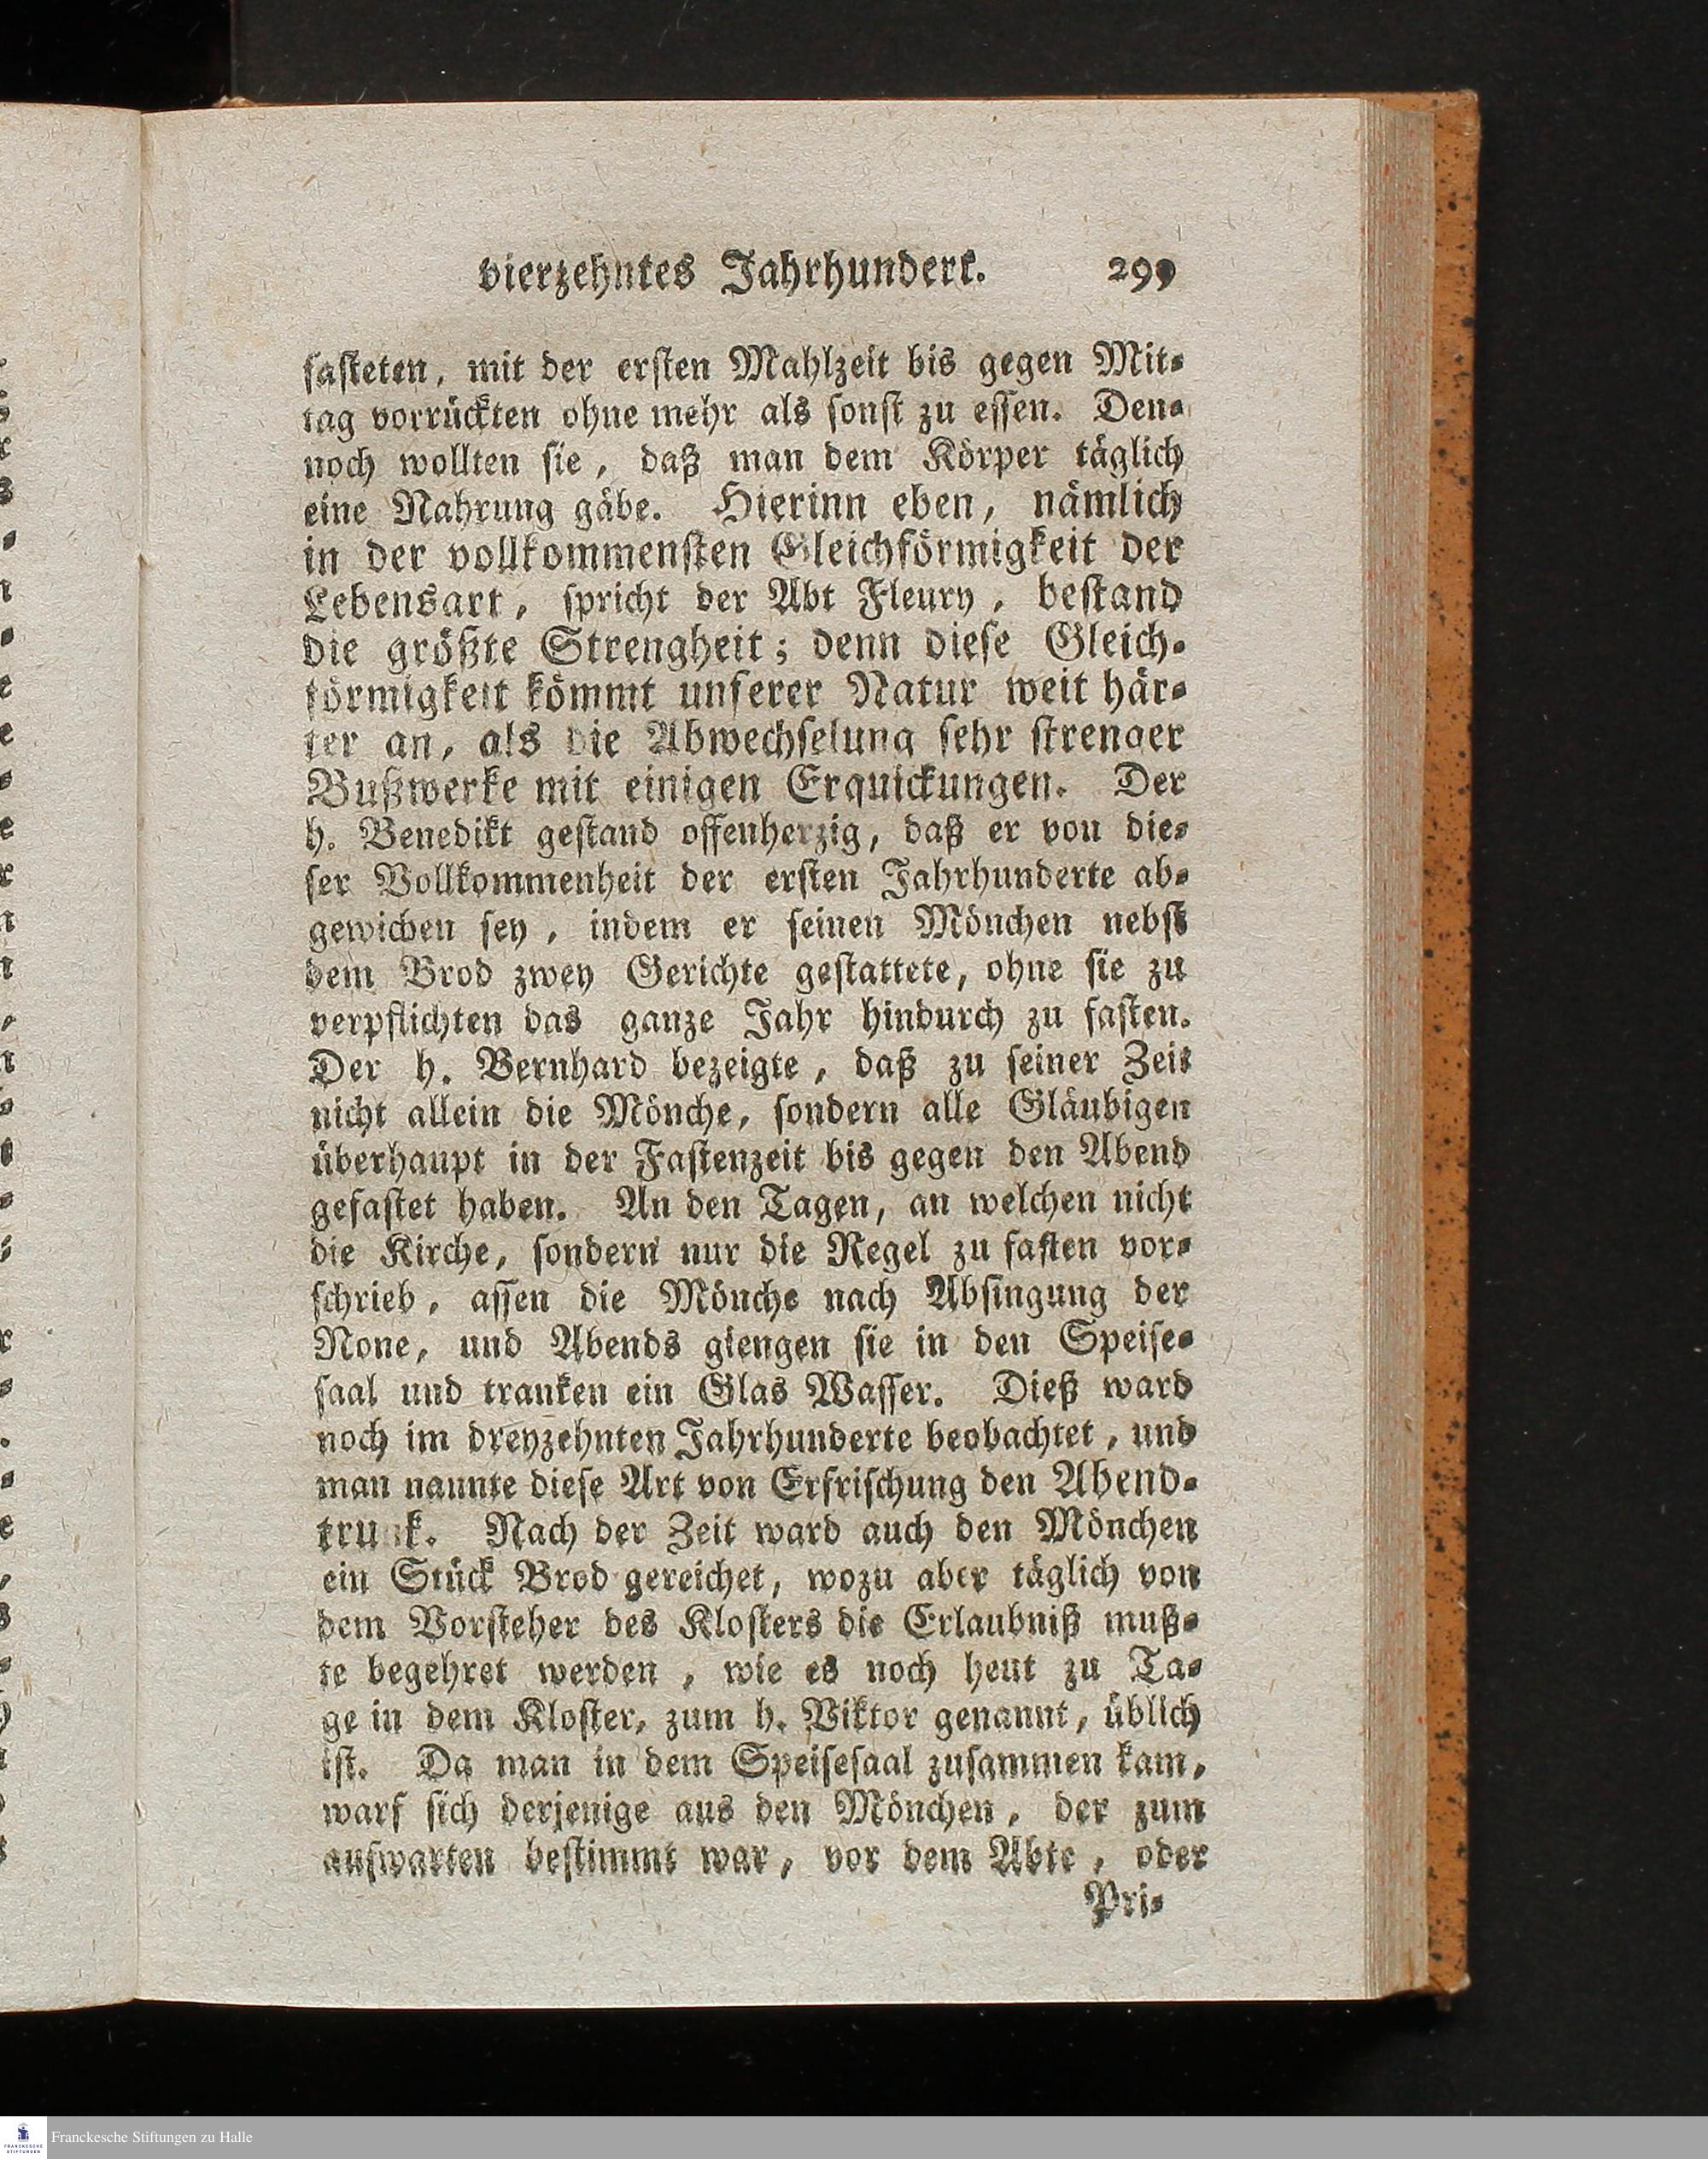 vierzehntes Jahrhundert. 299
fasteten, mit der ersten Mahlzeit bis gegen Mit-
tag vorrückten ohne mehr als sonst zu essen. Den-
noch wollten sie, daß man dem Körper täglich
eine Nahrung gäbe. Hierinn eben, nämlich
in der vollkommensten Gleichförmigkeit der
Lebensart, spricht der Abt Fleury, bestand
die größte Strengheit; denn diese Gleich-
förmigkeit kömmt unserer Natur weit här-
ter an, als die Abwechselung sehr strenger
Bußwerke mit einigen Erquickungen. Der
h. Benedikt gestand offenherzig, daß er von die-
ser Vollkommenheit der ersten Jahrhunderte ab-
gewichen sey, indem er seinen Mönchen nebst
dem Brod zwey Gerichte gestattete, ohne sie zu
verpflichten das ganze Jahr hindurch zu fasten.
Der h. Bernhard bezeigte, daß zu seiner Zeit
nicht allein die Mönche, sondern alle Gläubigen
überhaupt in der Fastenzeit bis gegen den Abend
gefastet haben. An den Tagen, an welchen nicht
die Kirche, sondern nur die Regel zu fasten vor-
schrieb, assen die Mönche nach Absingung der
None, und Abends giengen sie in den Speise-
saal und tranken ein Glas Wasser. Dieß ward
noch im dreyzehnten Jahrhunderte beobachtet, und
man nannte diese Art von Erfrischung den Abend-
trunk. Nach der Zeit ward auch den Mönchen
ein Stück Brod gereichet, wozu aber täglich von
dem Vorsteher des Klosters die Erlaubniß muß-
te begehret werden, wie es noch heut zu Ta-
ge in dem Kloster, zum h. Viktor genannt, üblich
ist. Da man in dem Speisesaal zusammen kam,
warf sich derjenige aus den Mönchen, der zum
aufwarten bestimmt war, vor dem Abte, oder
Pri-
Franckesche Stiftungen zu Halle